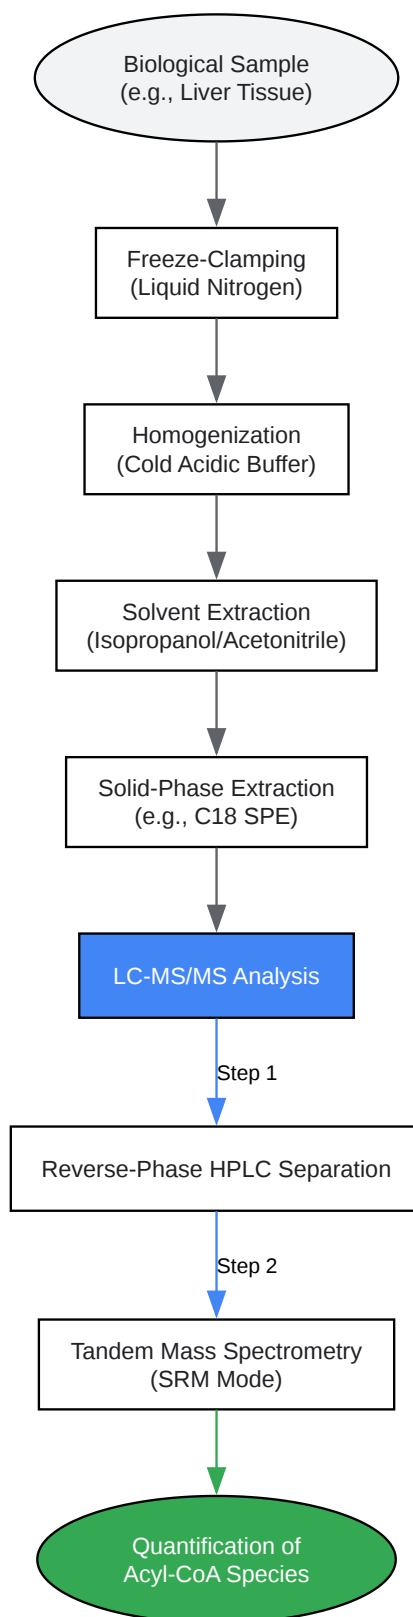 Biological Sample
(e.g., Liver Tissue)
Freeze-Clamping
(Liquid Nitrogen)
Homogenization
(Cold Acidic Buffer)
Solvent Extraction
(Isopropanol/Acetonitrile)
Solid-Phase Extraction
(e.g., C18 SPE)
LC-MS/MS Analysis
Step 1
Reverse-Phase HPLC Separation
Step 2
Tandem Mass Spectrometry
(SRM Mode)
Quantification of
Acyl-CoA Species